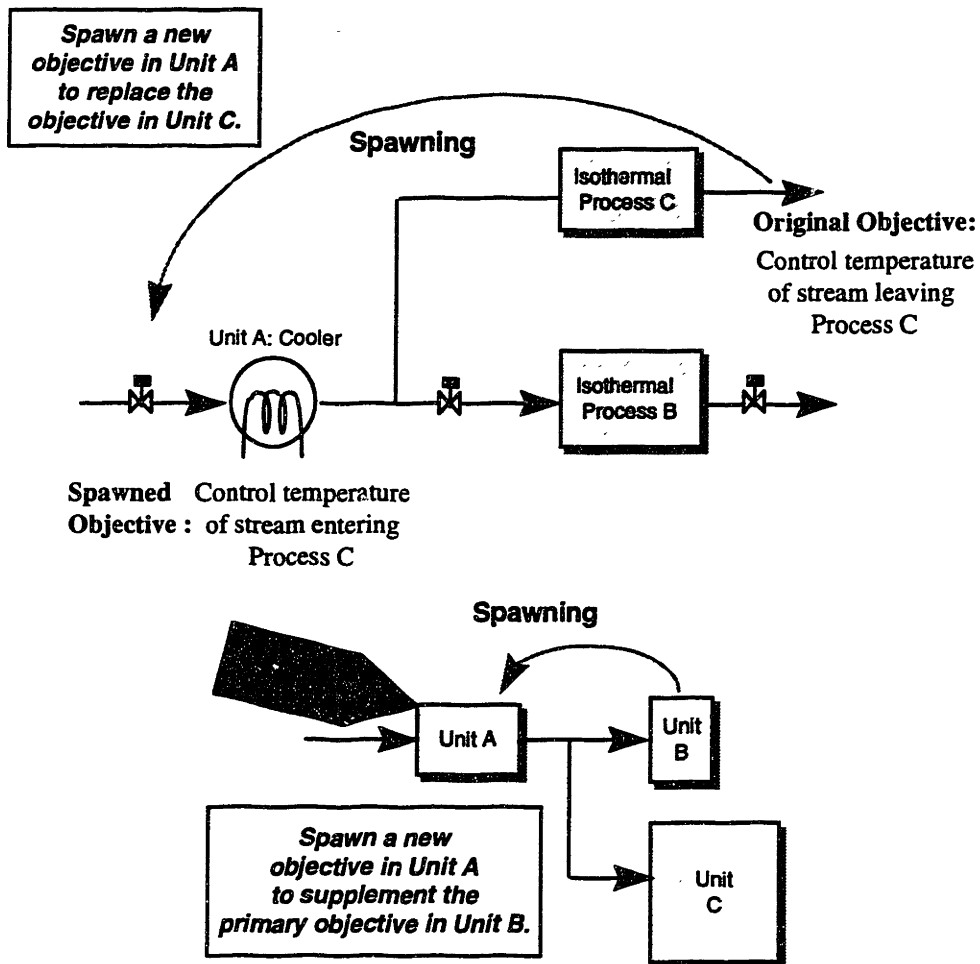 Spawn a new
objective in Unit A
to replace the
objective in Unit C.
Spawning
Isothermal
Process C
Original Objective:
Control temperature
of stream leaving
Process C
Unit A: Cooler
Isothermal
Process B
Spawned Control temperature
Objective : of stream entering
Process C
Spawning
Unit A
Unit
B
Spawn a new
objective in Unit A
to supplement the
primary objective in Unit B.
Unit
C